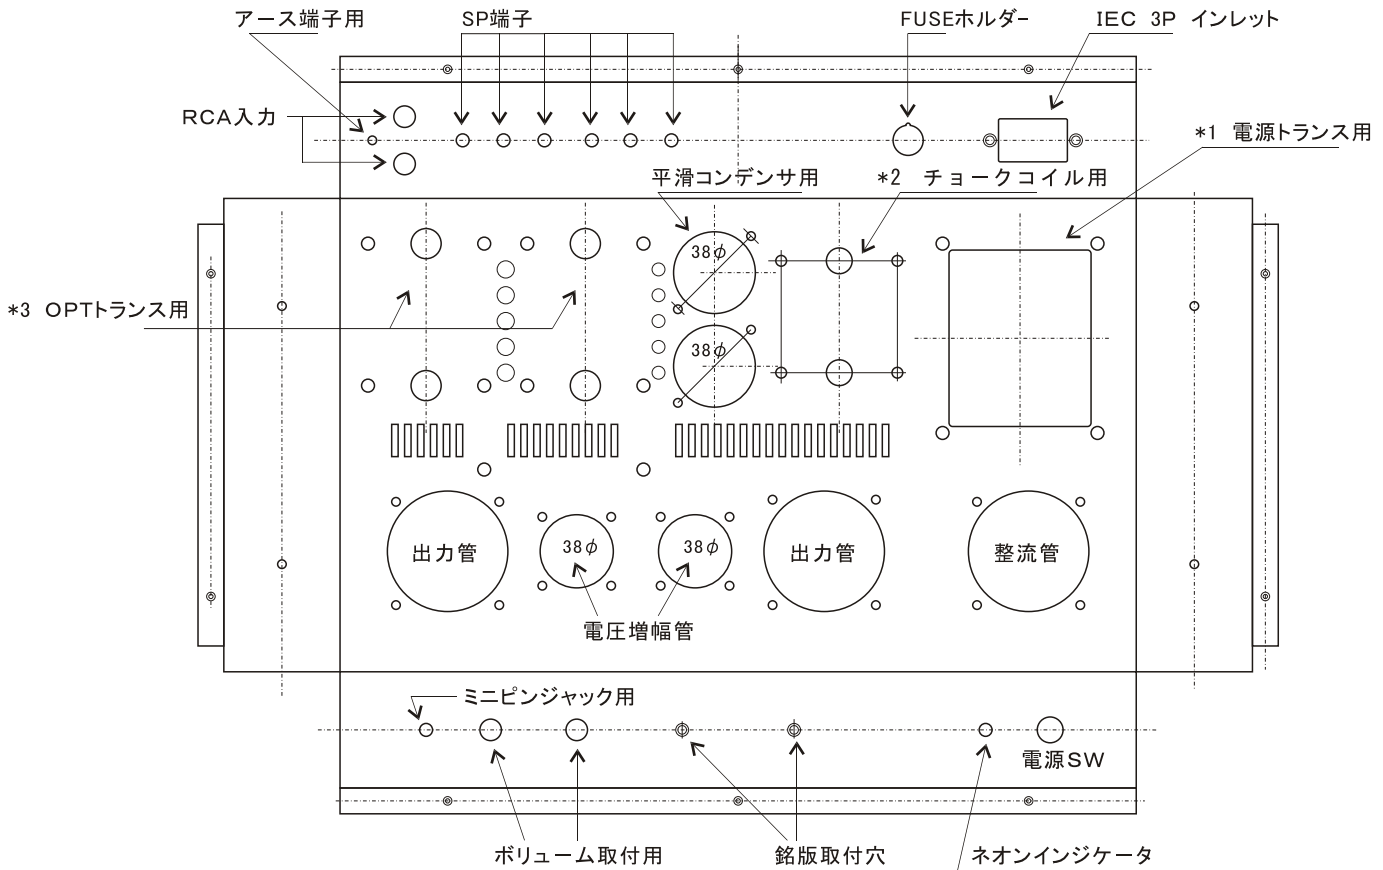 アース端子用
SP端子
FUSEホルダー
IEC 3P インレット
RCA入力
*1 電源トランス用
平滑コンデンサ用
*2 チョークコイル用
38φ
*3 OPTトランス用
38φ
出力管
38φ
38φ
出力管
整流管
電圧増幅管
ミニピンジャック用
電源SW
ボリューム取付用
銘版取付穴
ネオンインジケータ